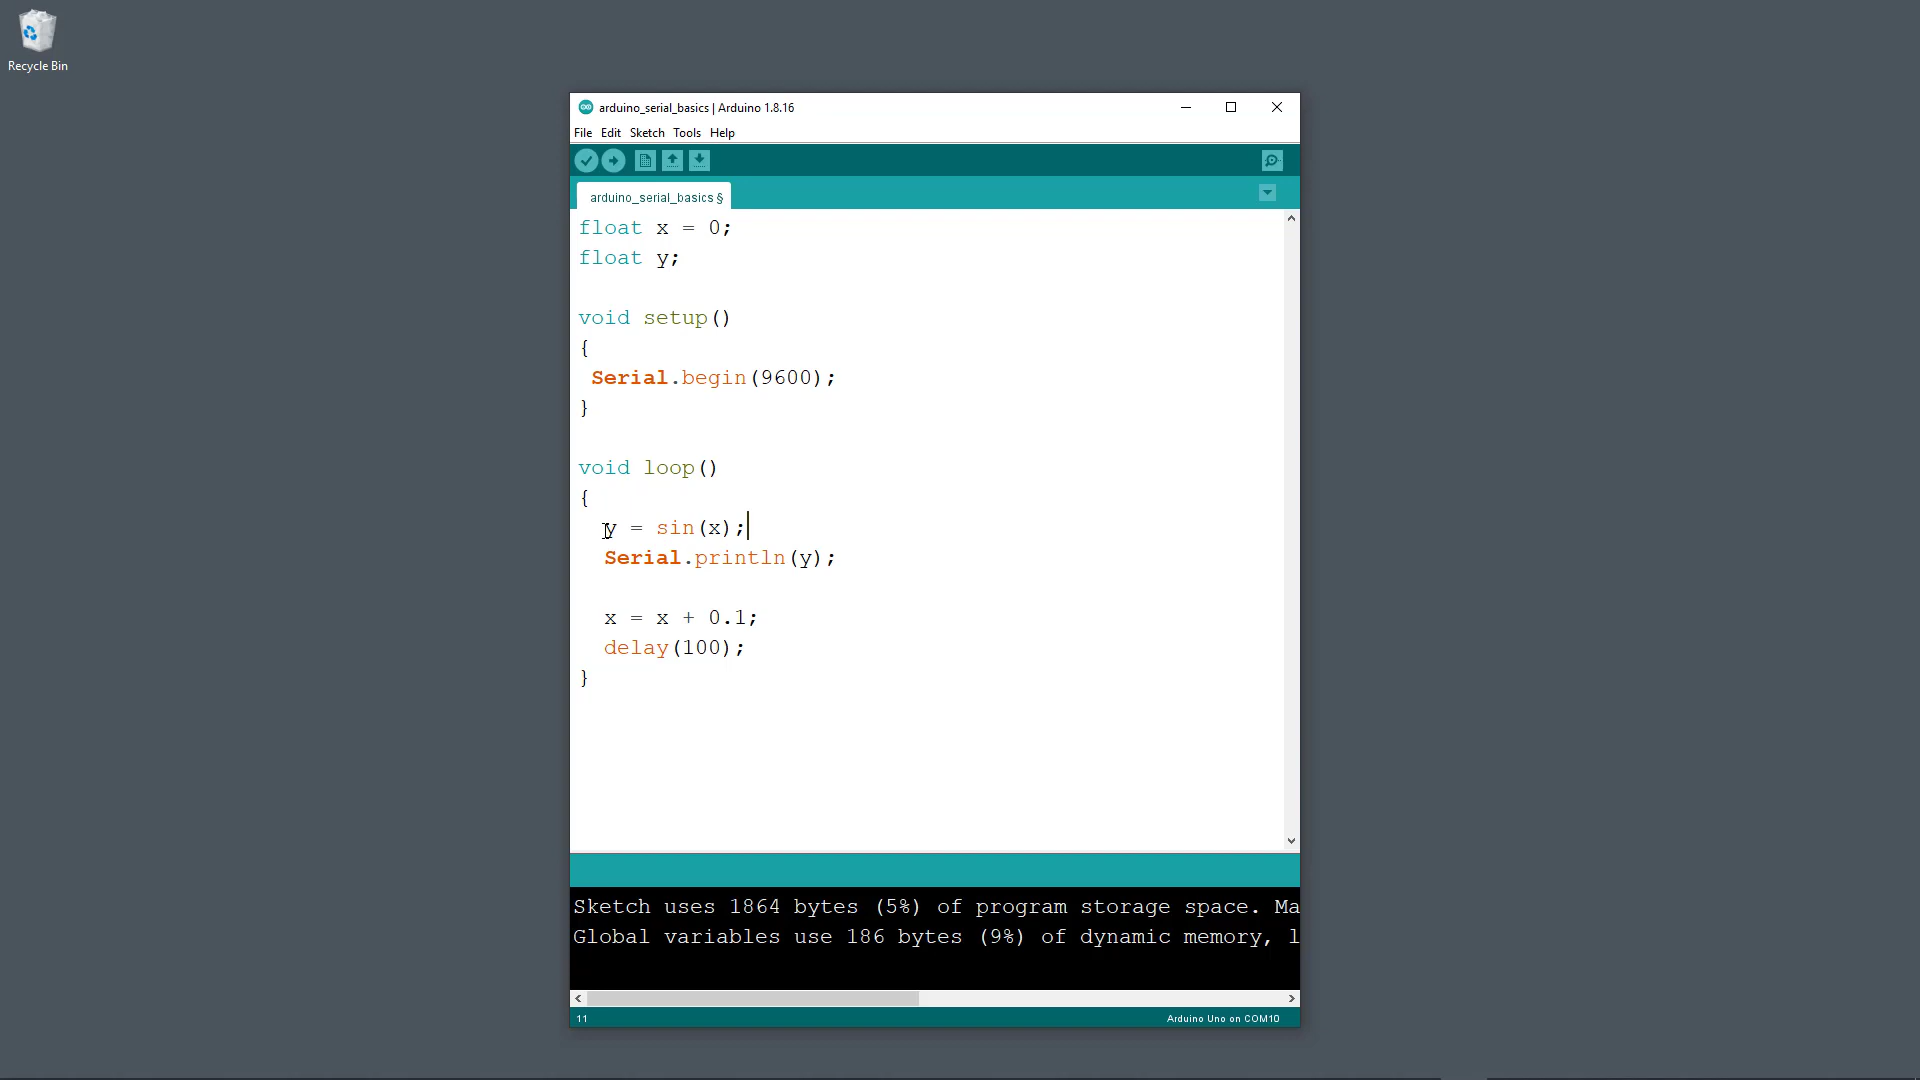 Recycle Bin
arduino_serial_basics | Arduino 1.8.16
File Edit Sketch Tools Help
arduino_serial_basics §
float x = 0;
float y;
void setup()
{
Serial.begin(9600);
}
void loop()
{
y = sin(x);
Serial.println(y);
x = x + 0.1;
delay(100);
}
Sketch uses 1864 bytes (5%) of program storage space. Ma
Global variables use 186 bytes (9%) of dynamic memory, l
11 Arduino Uno on COM10